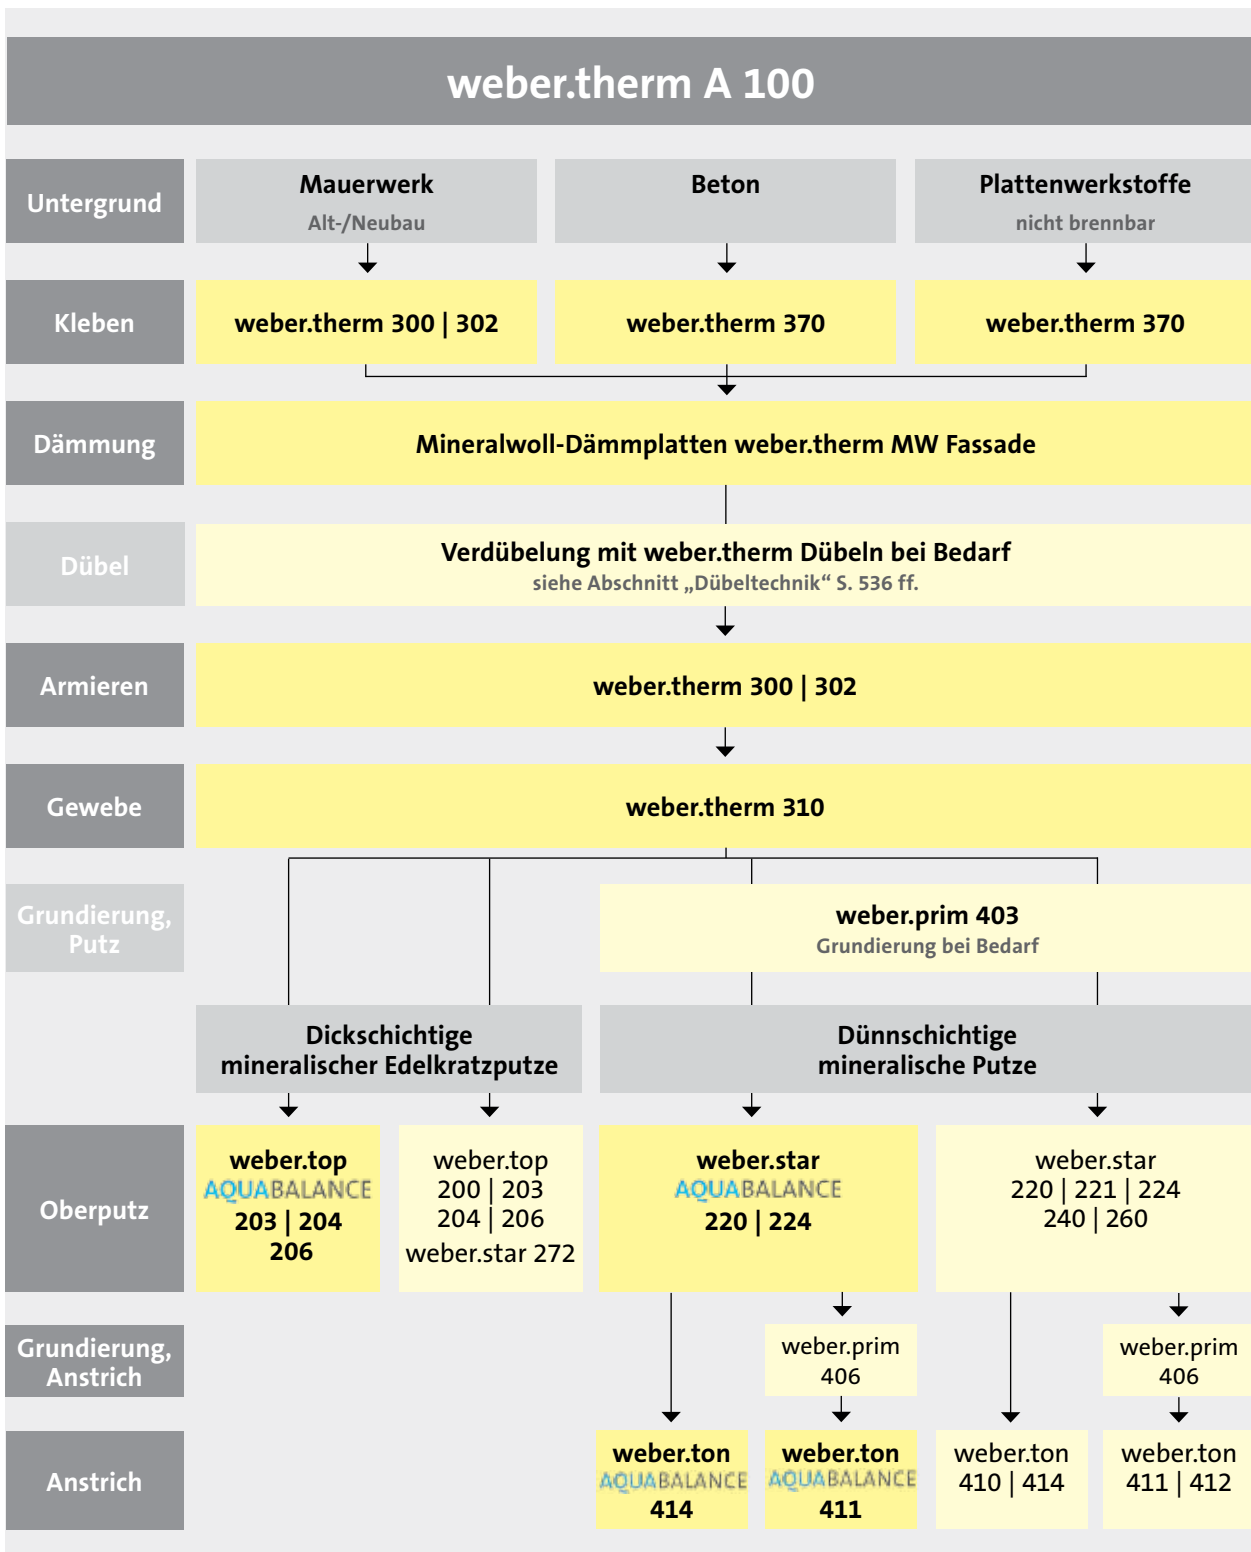 weber.therm A 100
Untergrund
Mauerwerk
Alt-/Neubau
Beton
Plattenwerkstoffe
nicht brennbar
Kleben
weber.therm 300 | 302
weber.therm 370
weber.therm 370
Dämmung
Mineralwoll-Dämmplatten weber.therm MW Fassade
Dübel
Verdübelung mit weber.therm Dübeln bei Bedarf
siehe Abschnitt „Dübeltechnik“ S. 536 ff.
Armieren
weber.therm 300 | 302
Gewebe
weber.therm 310
Grundierung,
Putz
weber.prim 403
Grundierung bei Bedarf
Dickschichtige
mineralischer Edelkratzputze
Dünnschichtige
mineralische Putze
Oberputz
weber.top
AQUABALANCE
203 | 204
206
weber.top
200 | 203
204 | 206
weber.star 272
weber.star
AQUABALANCE
220 | 224
weber.star
220 | 221 | 224
240 | 260
Grundierung,
Anstrich
weber.prim
406
weber.prim
406
Anstrich
weber.ton
AQUABALANCE
414
weber.ton
AQUABALANCE
411
weber.ton
410 | 414
weber.ton
411 | 412